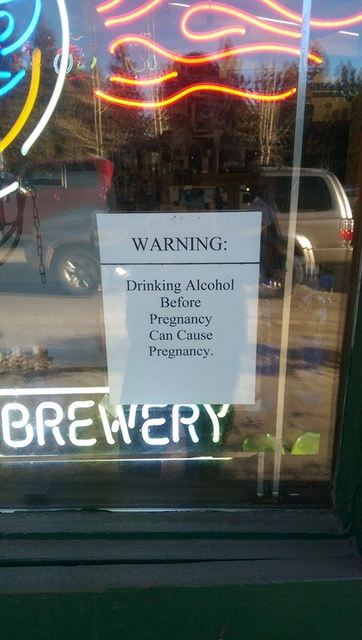 WARNING:
Drinking Alcohol
Before
Pregnancy
Can Cause
Pregnancy.
BREWERY